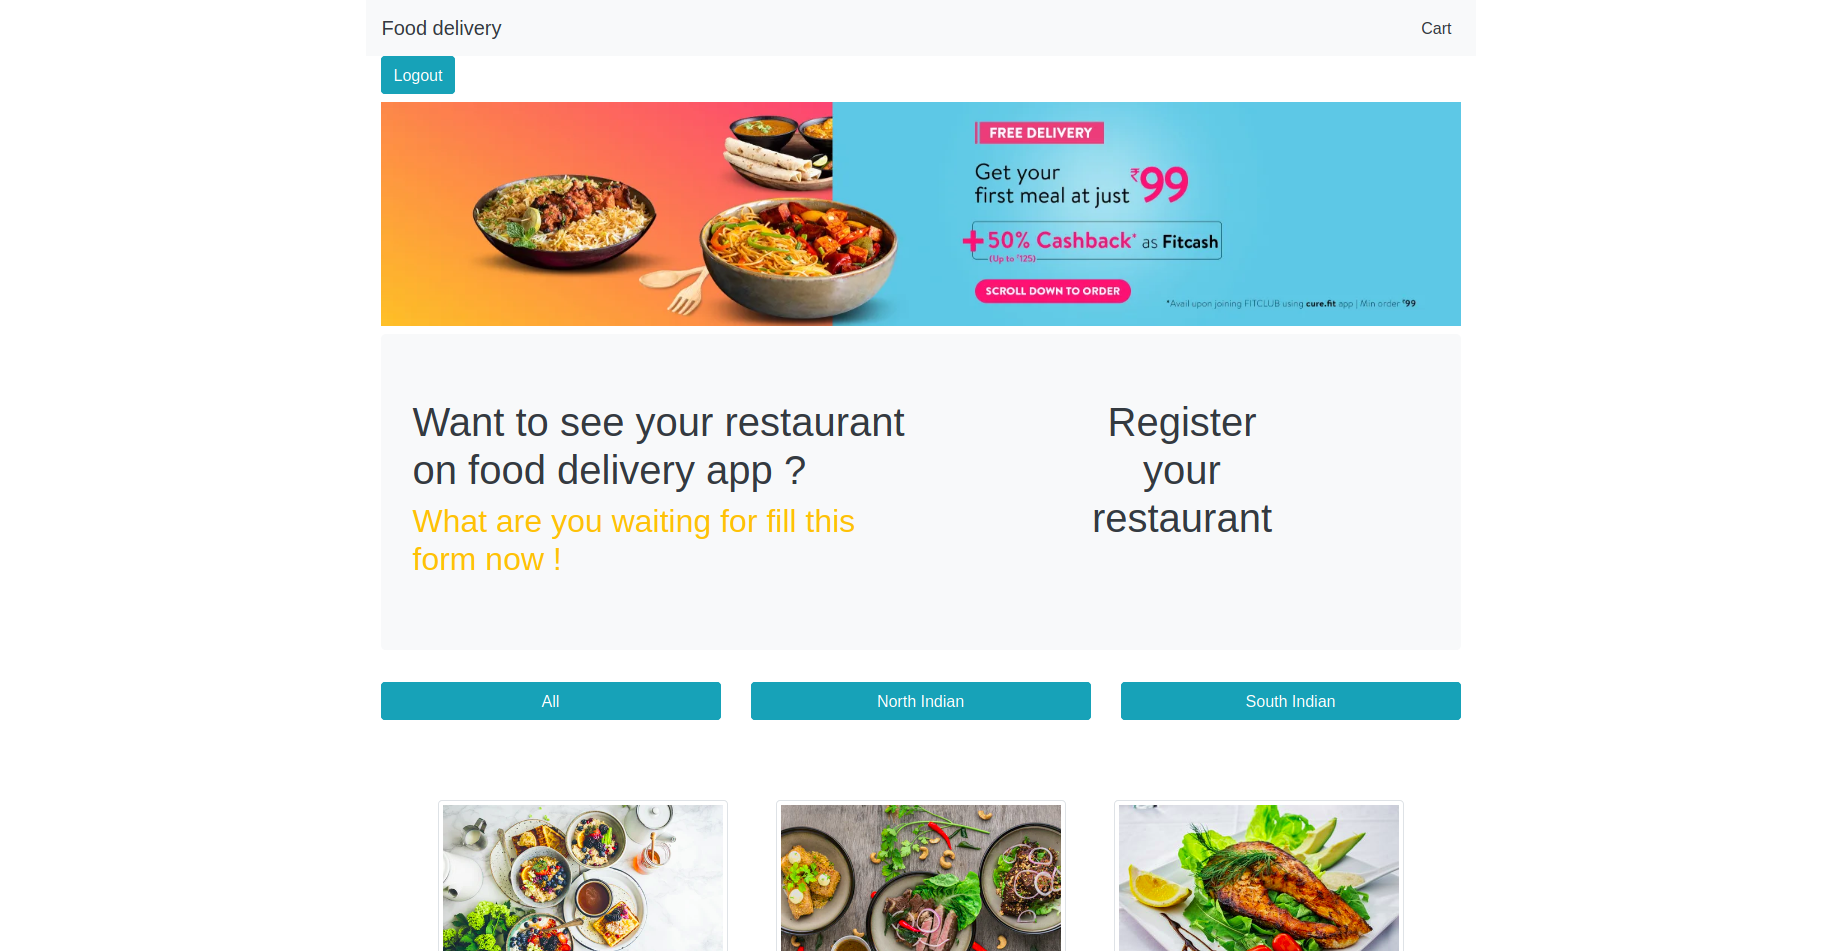 Food delivery
Cart
Logout
FREE DELIVERY
Get your
first meal at just ₹99
+50% Cashback* as Fitcash
(Up to ₹125)
SCROLL DOWN TO ORDER
*Avail upon joining FITCLUB using cure.fit app | Min order ₹99
Want to see your restaurant
on food delivery app ?
What are you waiting for fill this
form now !
Register
your
restaurant
All
North Indian
South Indian